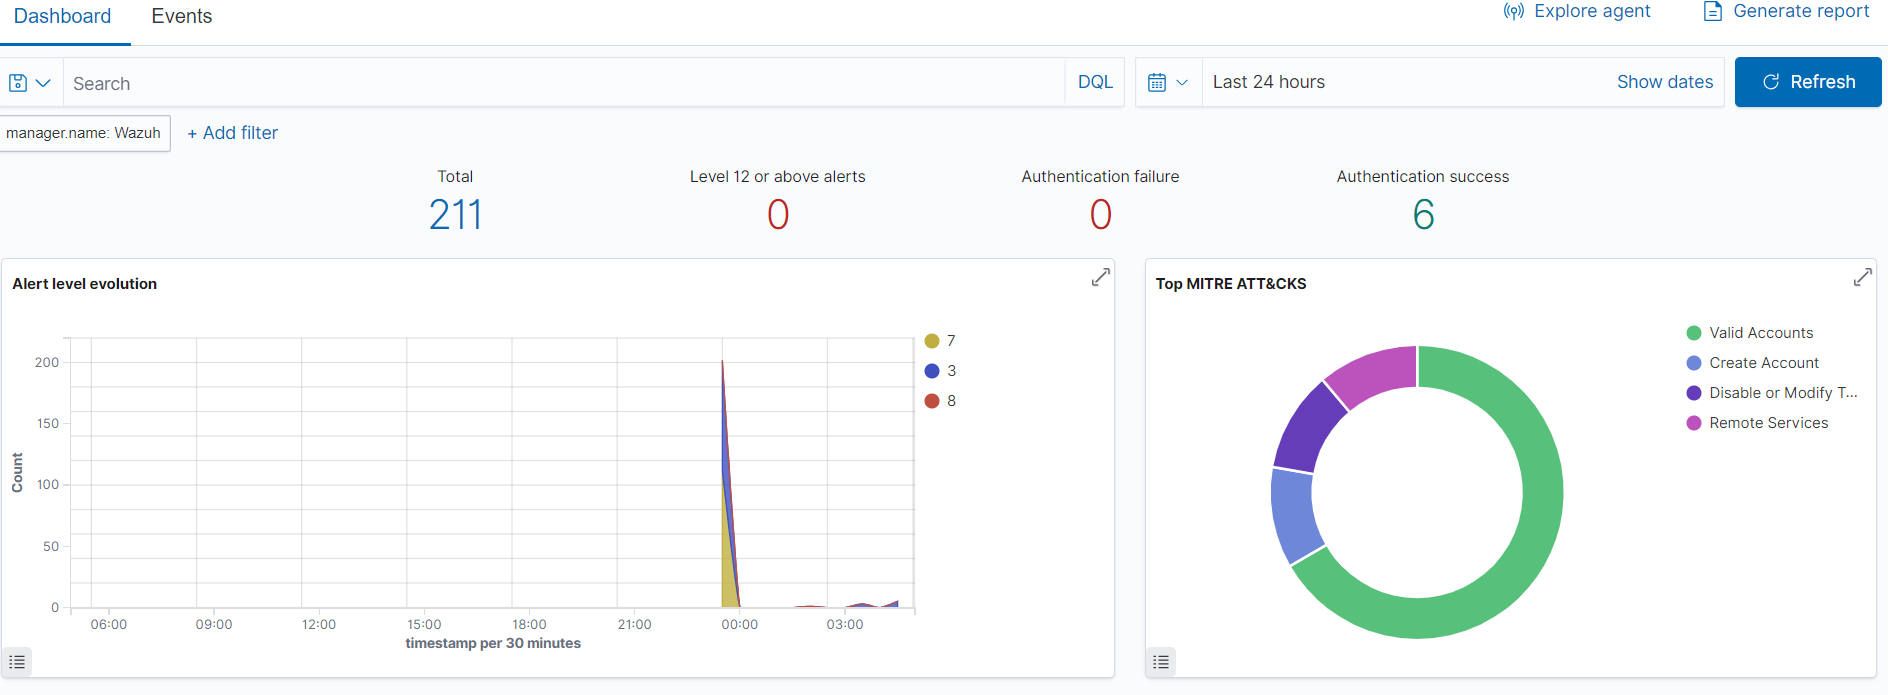 Dashboard Events Explore agent Generate report
Search DQL Last 24 hours Show dates Refresh
manager.name: Wazuh + Add filter
Total Level 12 or above alerts Authentication failure Authentication success
211 0 0 6
Alert level evolution
7
3
8
200
150
100
50
0
Count
06:00 09:00 12:00 15:00 18:00 21:00 00:00 03:00
timestamp per 30 minutes
Top MITRE ATT&CKS
Valid Accounts
Create Account
Disable or Modify T...
Remote Services